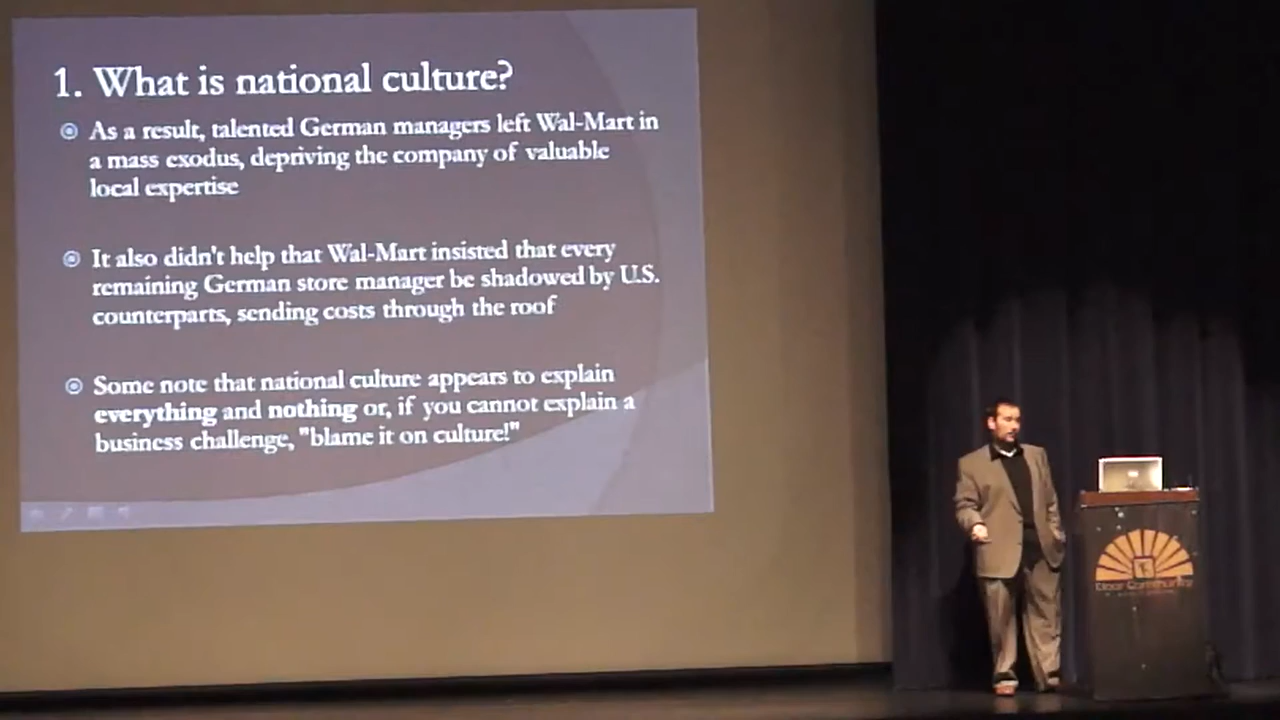 1. What is national culture?
As a result, talented German managers left Wal-Mart in
a mass exodus, depriving the company of valuable
local expertise
It also didn't help that Wal-Mart insisted that every
remaining German store manager be shadowed by U.S.
counterparts, sending costs through the roof
Some note that national culture appears to explain
everything and nothing or, if you cannot explain a
business challenge, "blame it on culture!"
Door Community